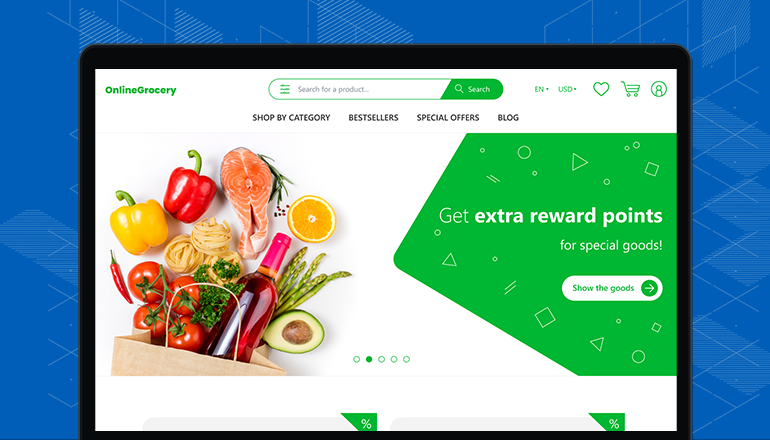 OnlineGrocery
Search for a product...
Search
EN
USD
SHOP BY CATEGORY
BESTSELLERS
SPECIAL OFFERS
BLOG
Get extra reward points
for special goods!
Show the goods
%
%